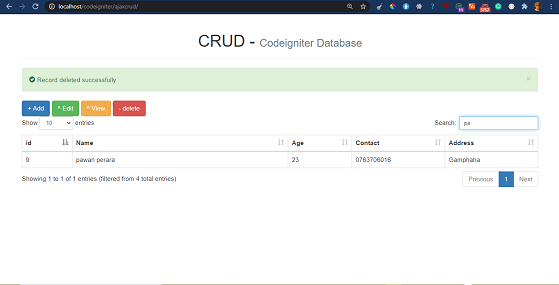 localhost/codeigniter/ajaxcrud/
CRUD - Codeigniter Database
Record deleted successfully ×
+ Add ^ Edit ^ View - delete
Show 10 entries Search: pa
id Name Age Contact Address
9 pawan perara 23 0763706016 Gamphaha
Showing 1 to 1 of 1 entries (filtered from 4 total entries) Previous 1 Next